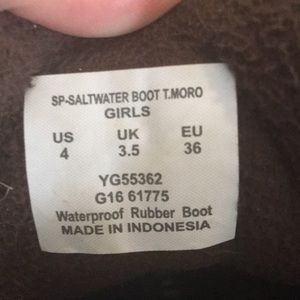 SP-SALTWATER BOOT T.MORO
GIRLS
US UK EU
4 3.5 36
YG55362
G16 61775
Waterproof Rubber Boot
MADE IN INDONESIA